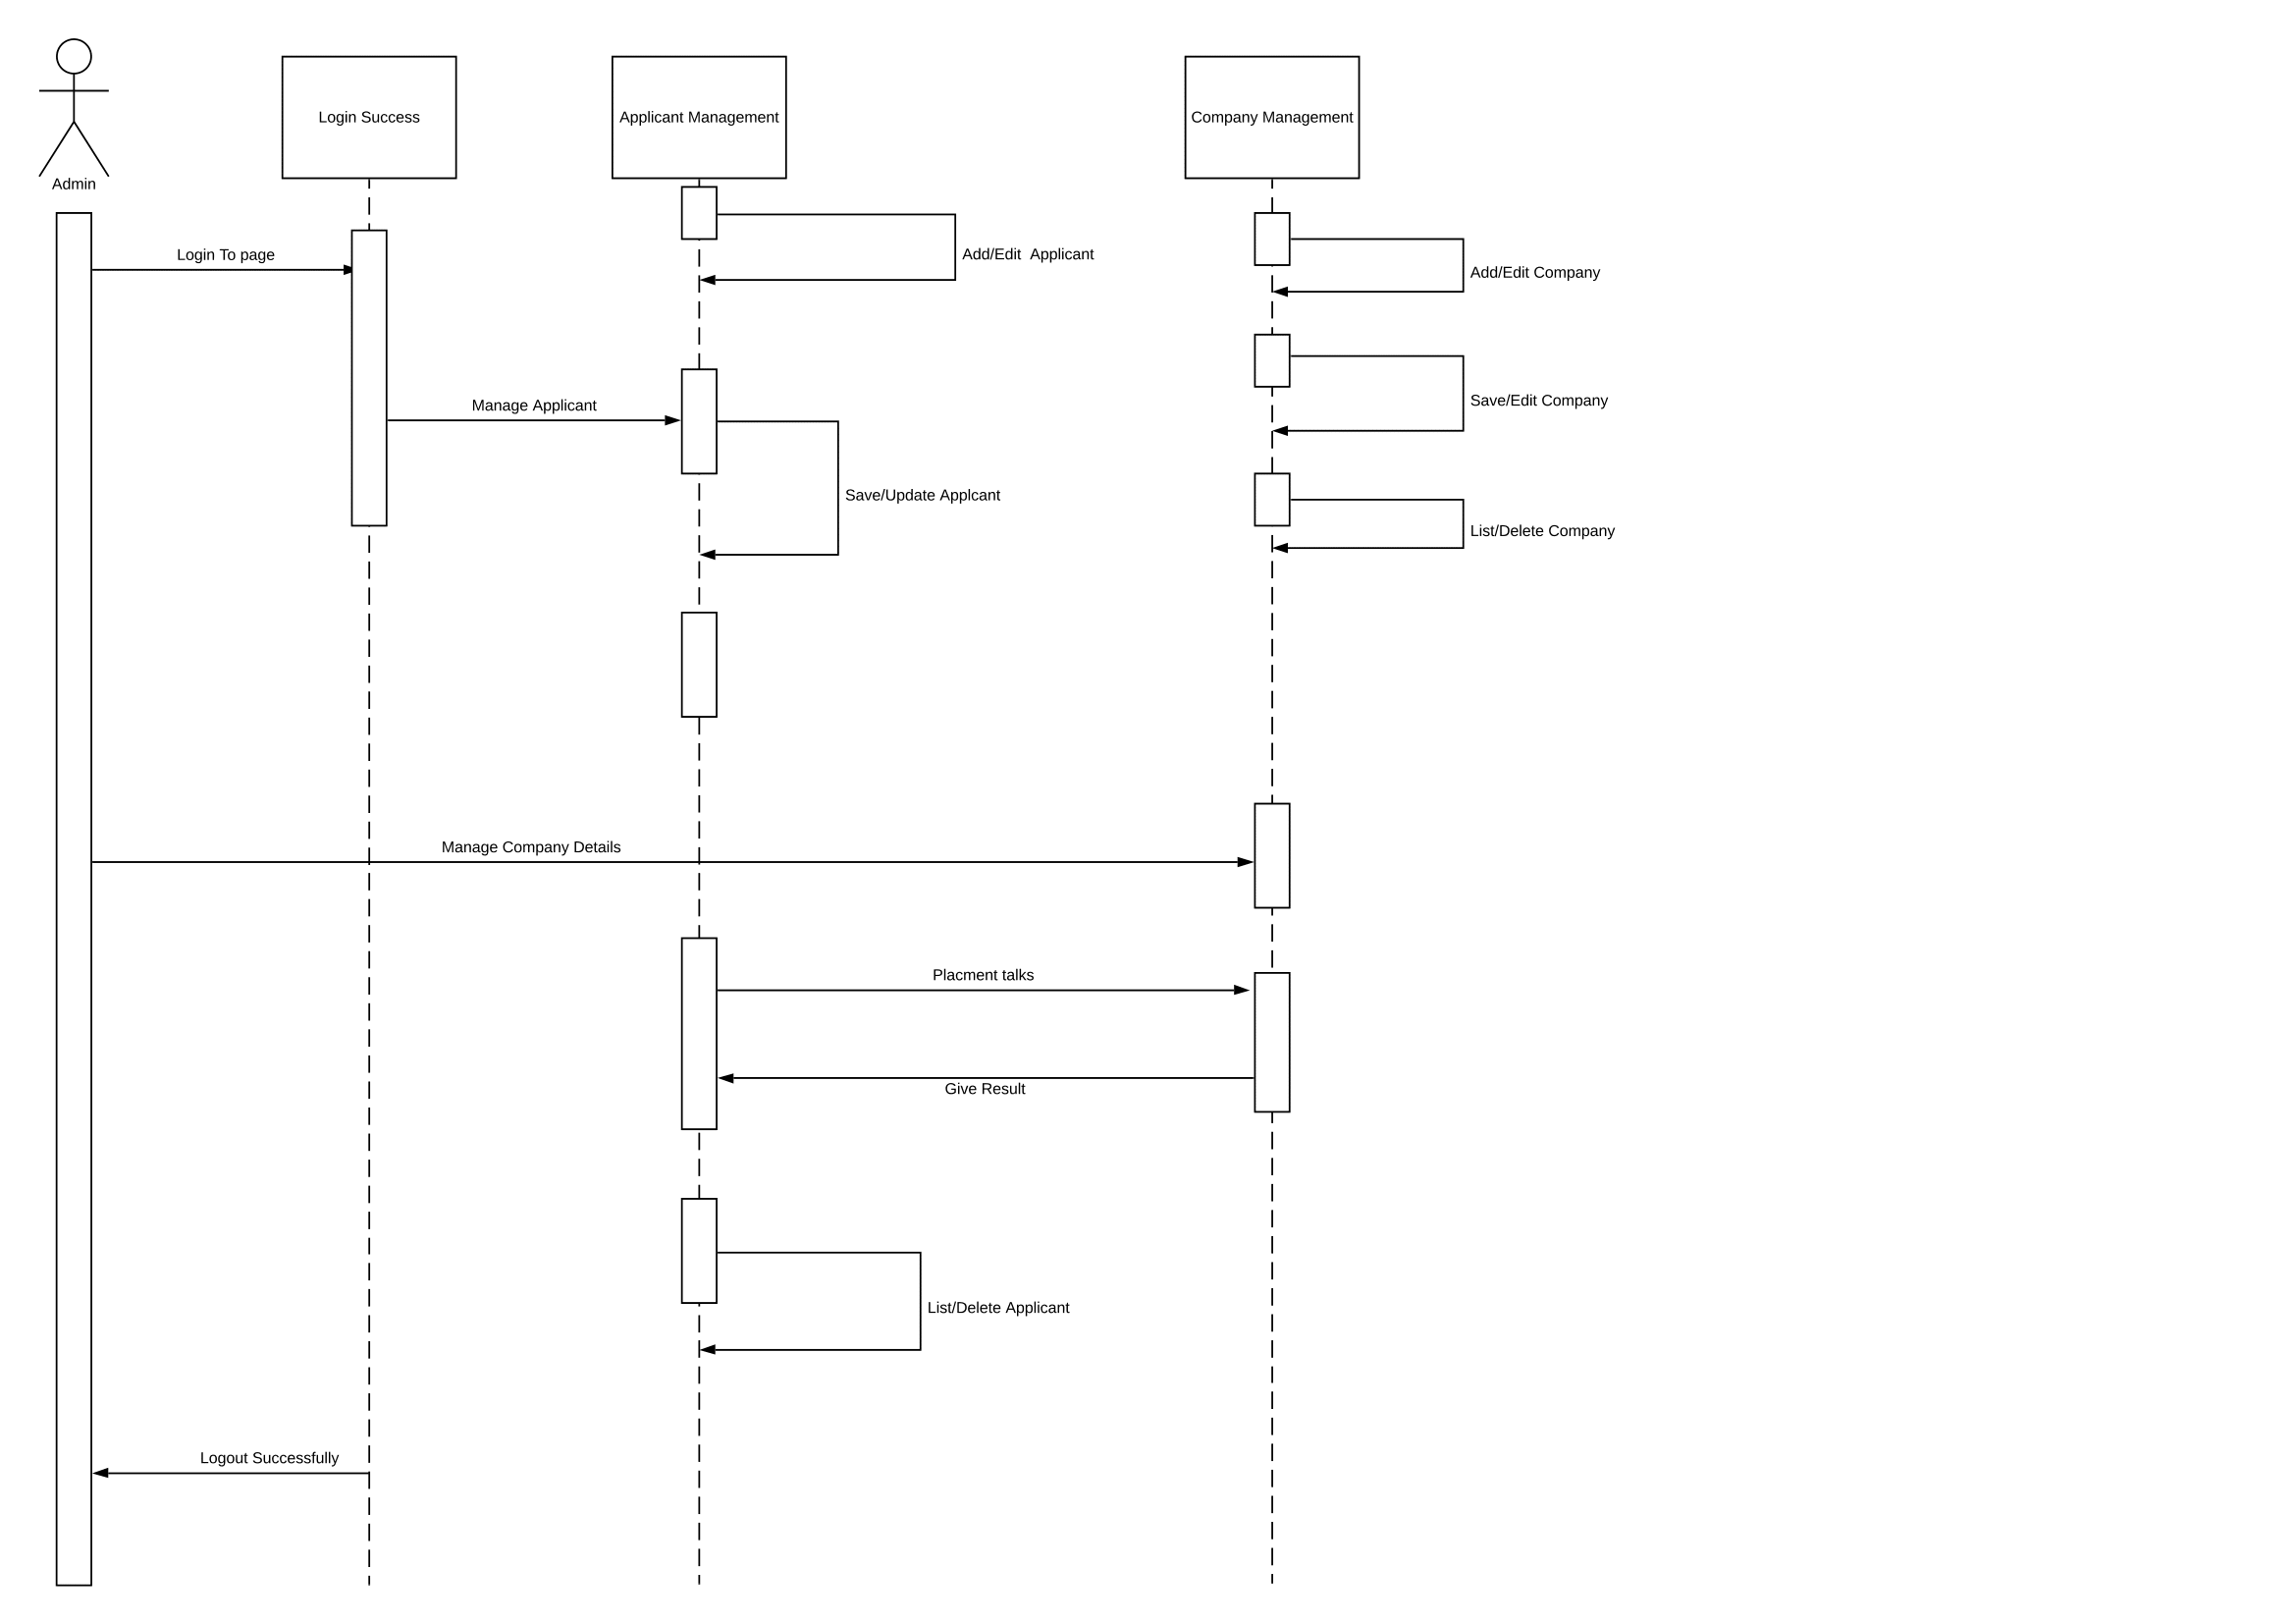 Login Success
Applicant Management
Company Management
Admin
Login To page
Add/Edit  Applicant
Add/Edit Company
Manage Applicant
Save/Edit Company
Save/Update Applcant
List/Delete Company
Manage Company Details
Placment talks
Give Result
List/Delete Applicant
Logout Successfully